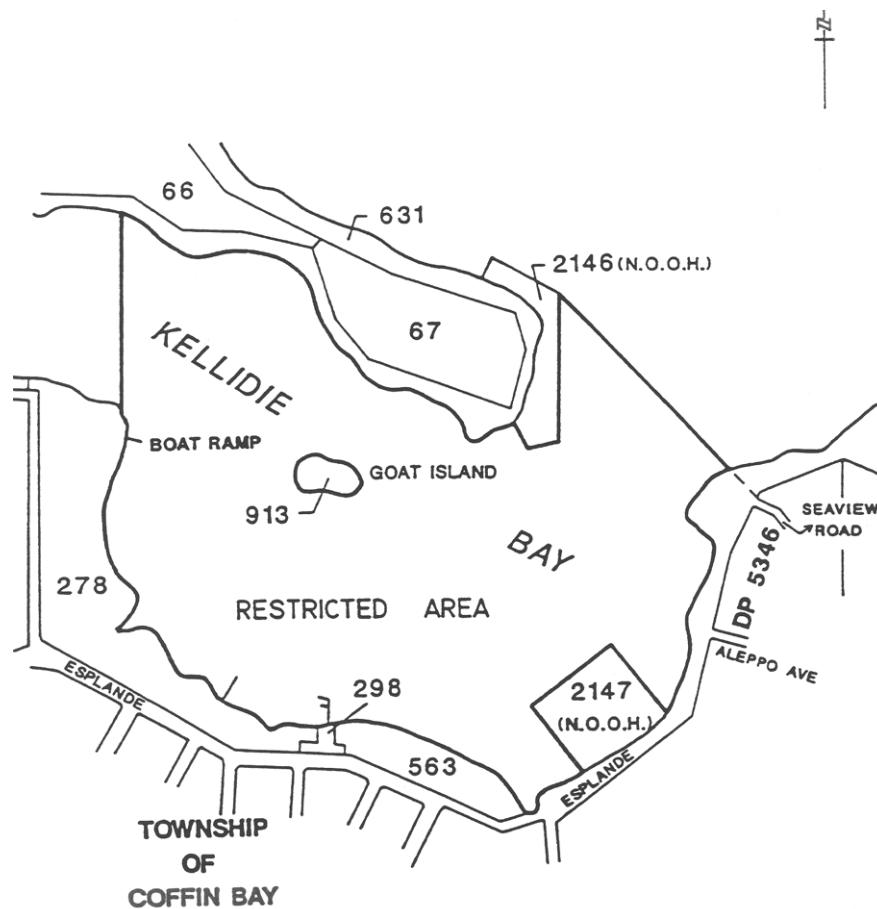 N
66
631
2146 (N.O.O.H.)
67
KELLIDIE
BOAT RAMP
GOAT ISLAND
913
SEAVIEW
ROAD
BAY
DP 5346
278
RESTRICTED AREA
ALEPPO AVE
ESPLANDE
298
2147
(N.O.O.H.)
563
ESPLANDE
TOWNSHIP
OF
COFFIN BAY